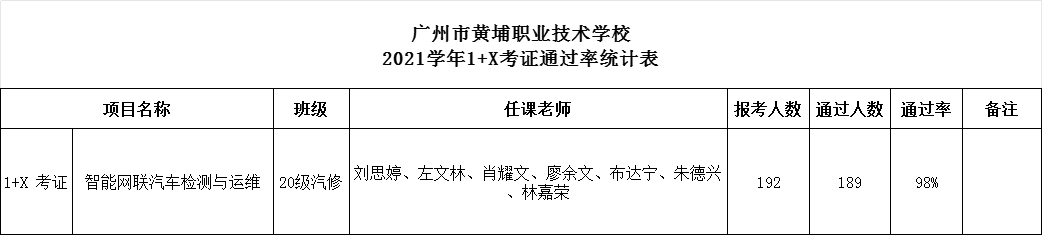 广州市黄埔职业技术学校
2021学年1+X考证通过率统计表
项目名称 班级 任课老师 报考人数 通过人数 通过率 备注
1+X 考证 智能网联汽车检测与运维 20级汽修 刘思婷、左文林、肖耀文、廖余文、布达宁、朱德兴 192 189 98%
、林嘉荣